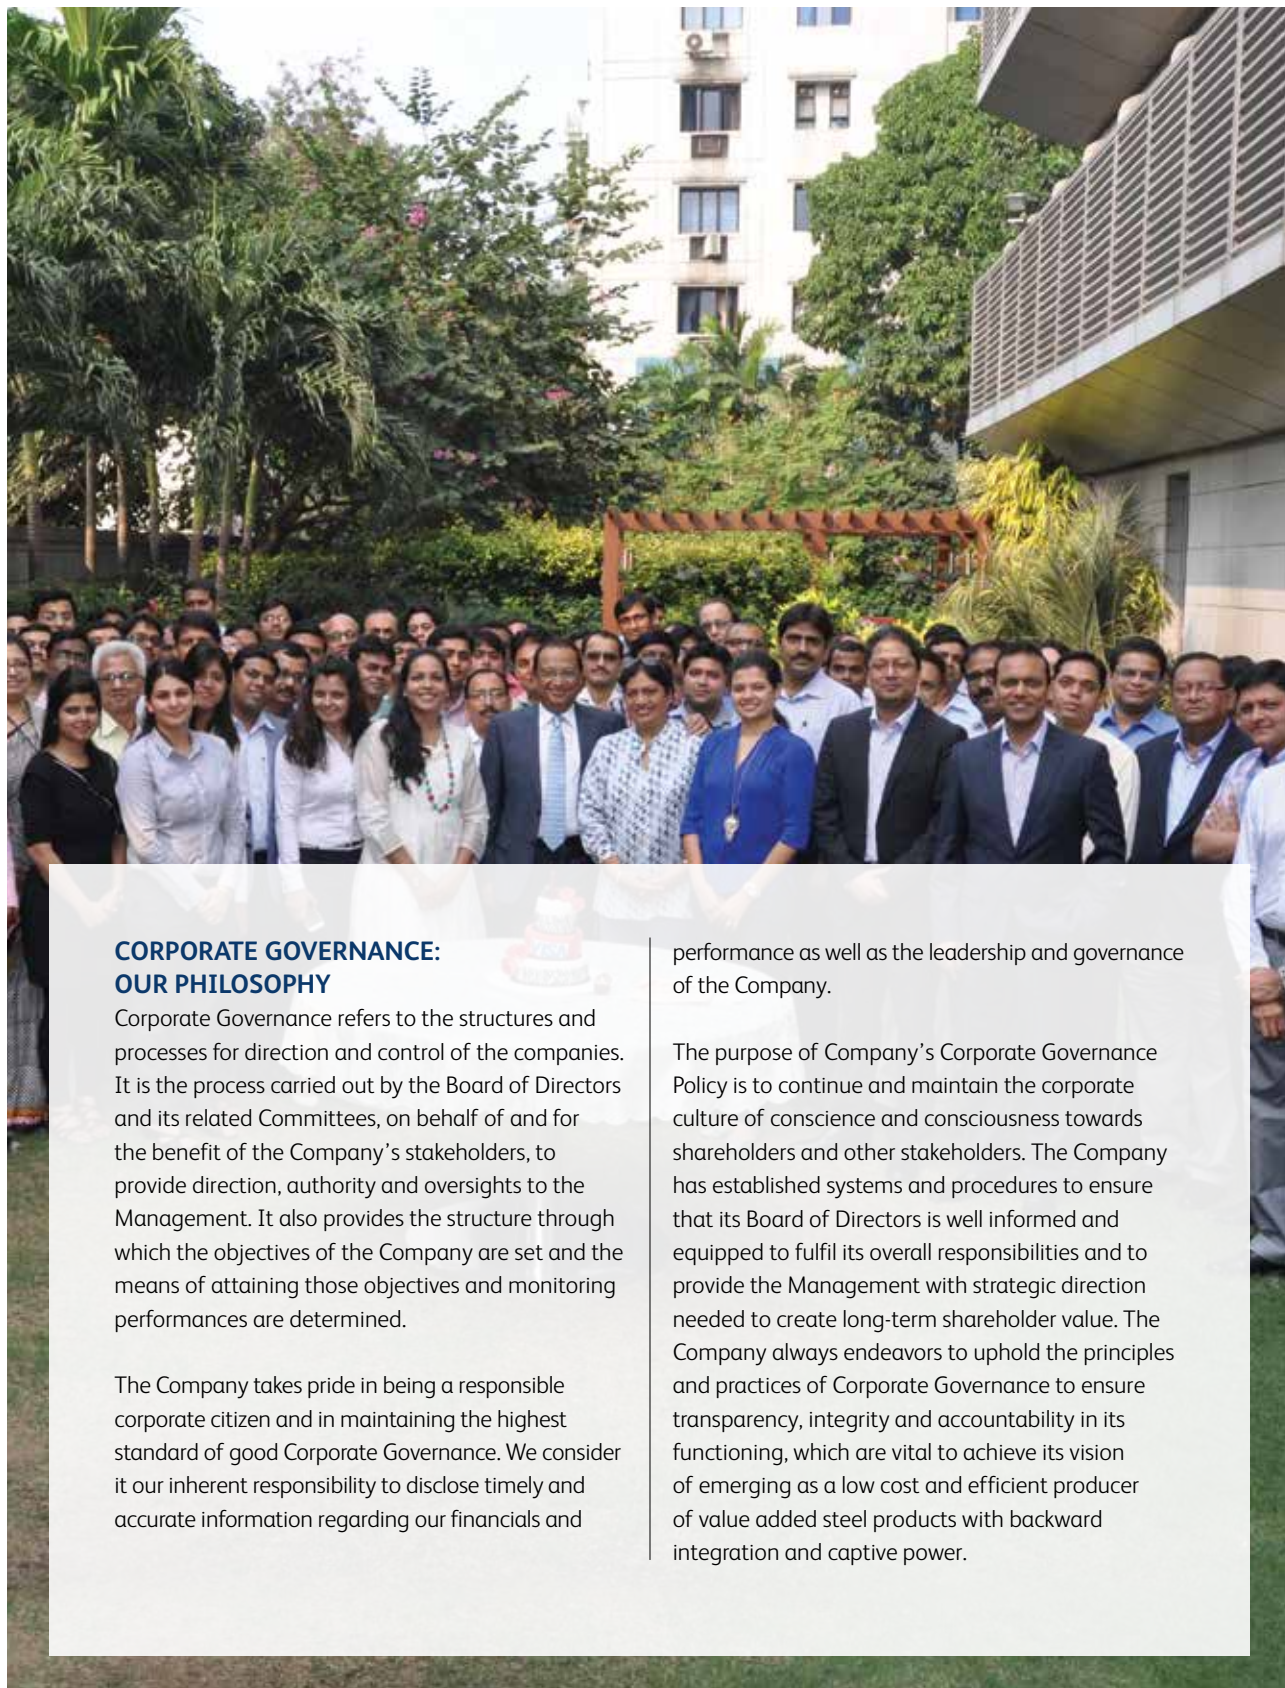 CORPORATE GOVERNANCE:
OUR PHILOSOPHY
Corporate Governance refers to the structures and
processes for direction and control of the companies.
It is the process carried out by the Board of Directors
and its related Committees, on behalf of and for
the benefit of the Company's stakeholders, to
provide direction, authority and oversights to the
Management. It also provides the structure through
which the objectives of the Company are set and the
means of attaining those objectives and monitoring
performances are determined.
The Company takes pride in being a responsible
corporate citizen and in maintaining the highest
standard of good Corporate Governance. We consider
it our inherent responsibility to disclose timely and
accurate information regarding our financials and
performance as well as the leadership and governance
of the Company.
The purpose of Company's Corporate Governance
Policy is to continue and maintain the corporate
culture of conscience and consciousness towards
shareholders and other stakeholders. The Company
has established systems and procedures to ensure
that its Board of Directors is well informed and
equipped to fulfil its overall responsibilities and to
provide the Management with strategic direction
needed to create long-term shareholder value. The
Company always endeavors to uphold the principles
and practices of Corporate Governance to ensure
transparency, integrity and accountability in its
functioning, which are vital to achieve its vision
of emerging as a low cost and efficient producer
of value added steel products with backward
integration and captive power.